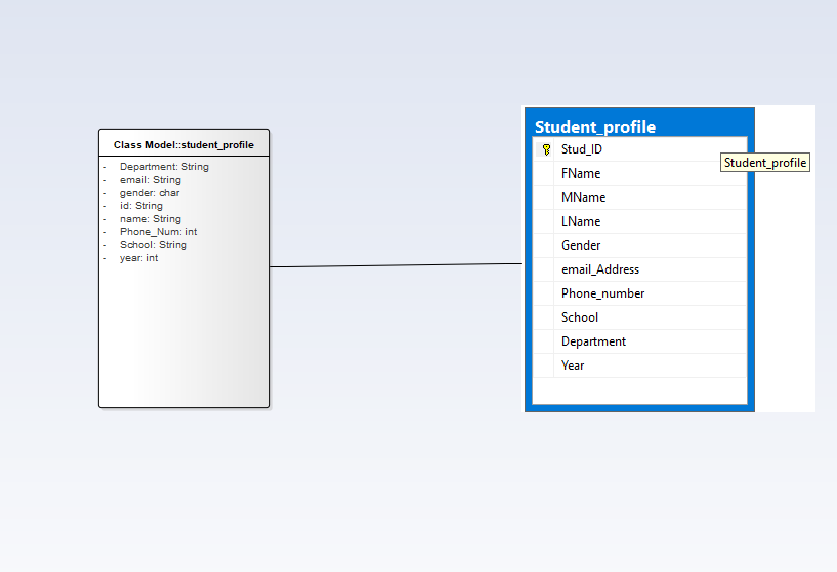 Class Model::student_profile
- Department: String
- email: String
- gender: char
- id: String
- name: String
- Phone_Num: int
- School: String
- year: int
Student_profile
Stud_ID
Student_profile
FName
MName
LName
Gender
email_Address
Phone_number
School
Department
Year